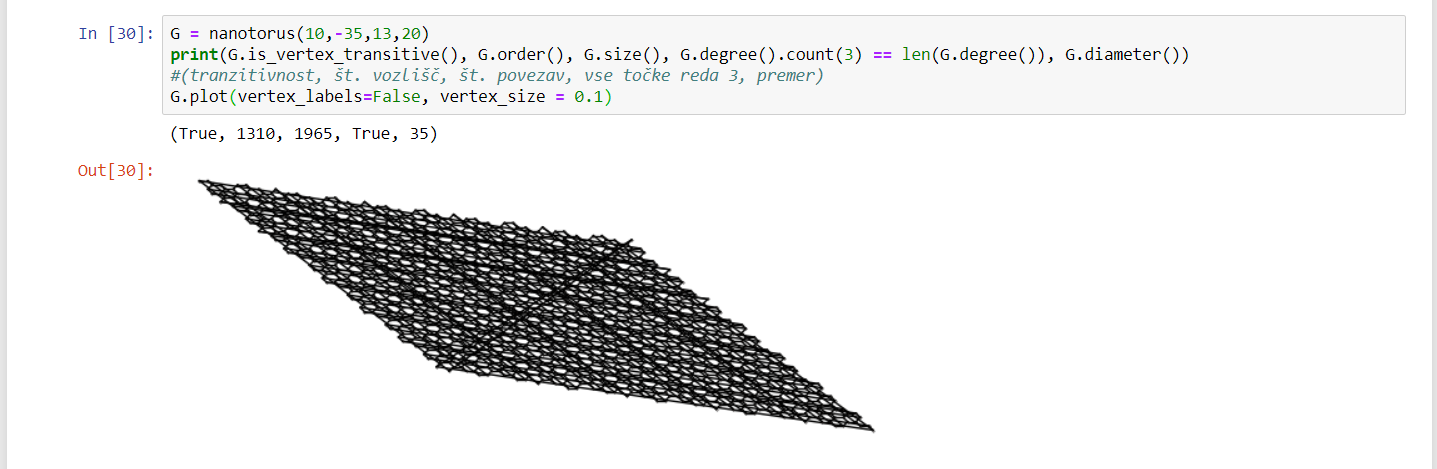 In [30]: G = nanotorus(10,-35,13,20)
print(G.is_vertex_transitive(), G.order(), G.size(), G.degree().count(3) == len(G.degree()), G.diameter())
#(tranzitivnost, št. vozlišč, št. povezav, vse točke reda 3, premer)
G.plot(vertex_labels=False, vertex_size = 0.1)
(True, 1310, 1965, True, 35)
Out[30]: